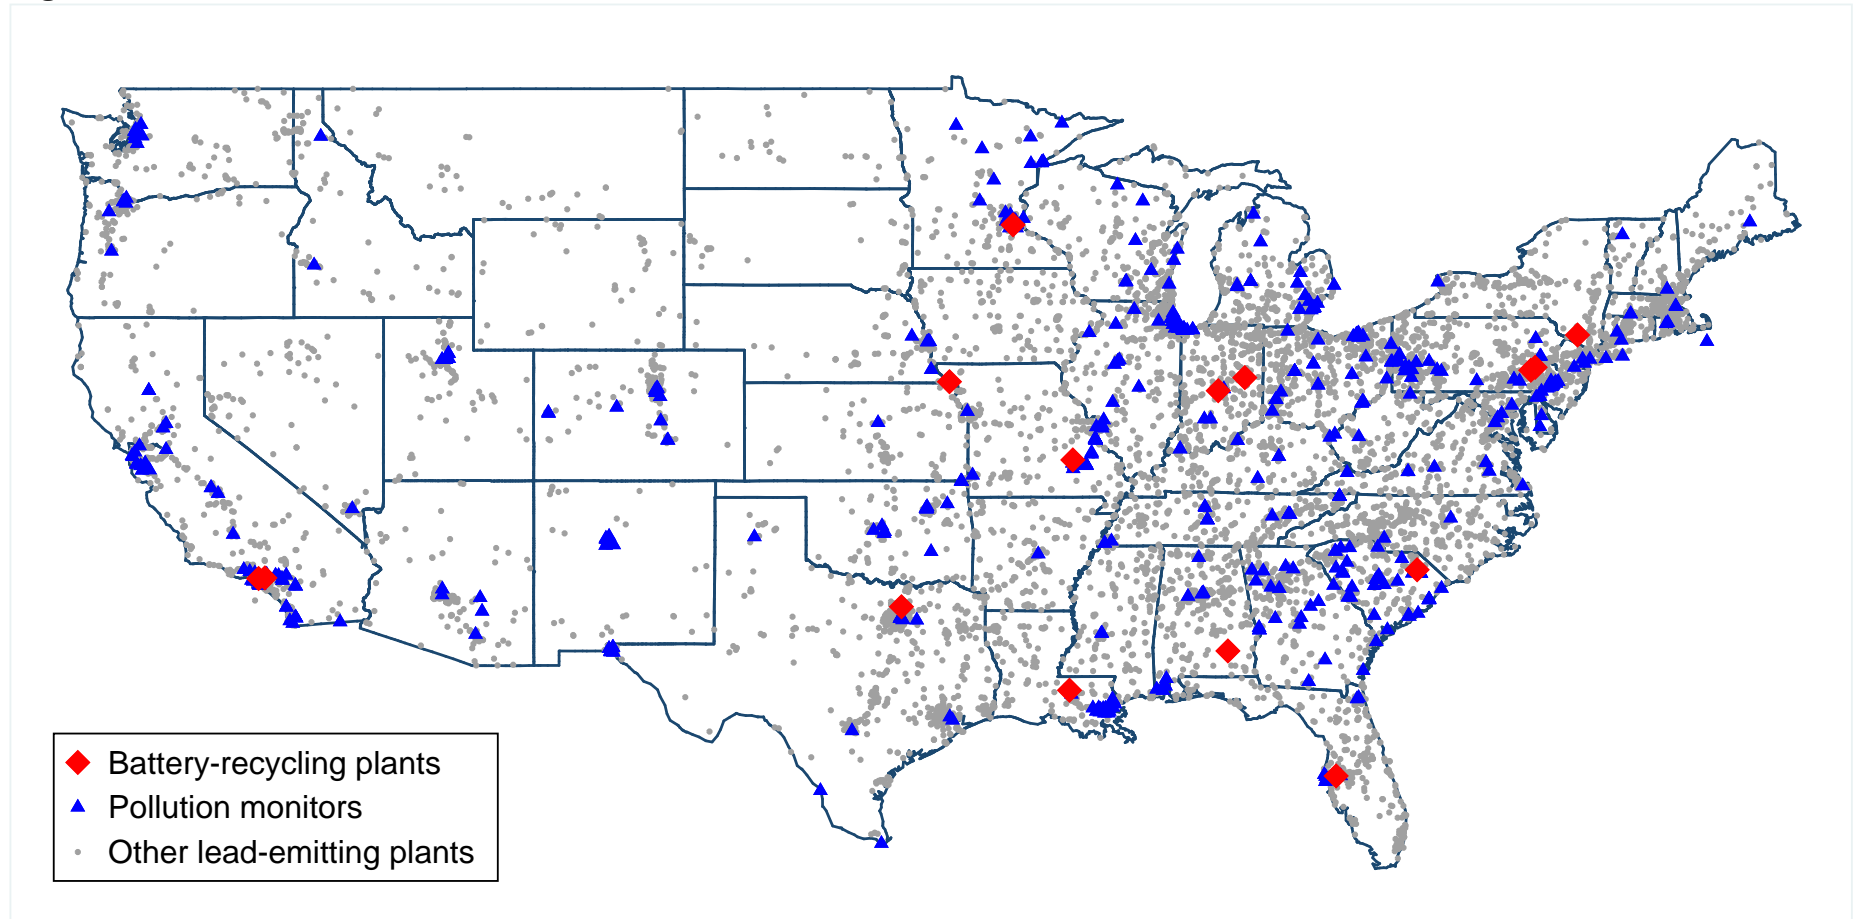 Battery-recycling plants
Pollution monitors
Other lead-emitting plants